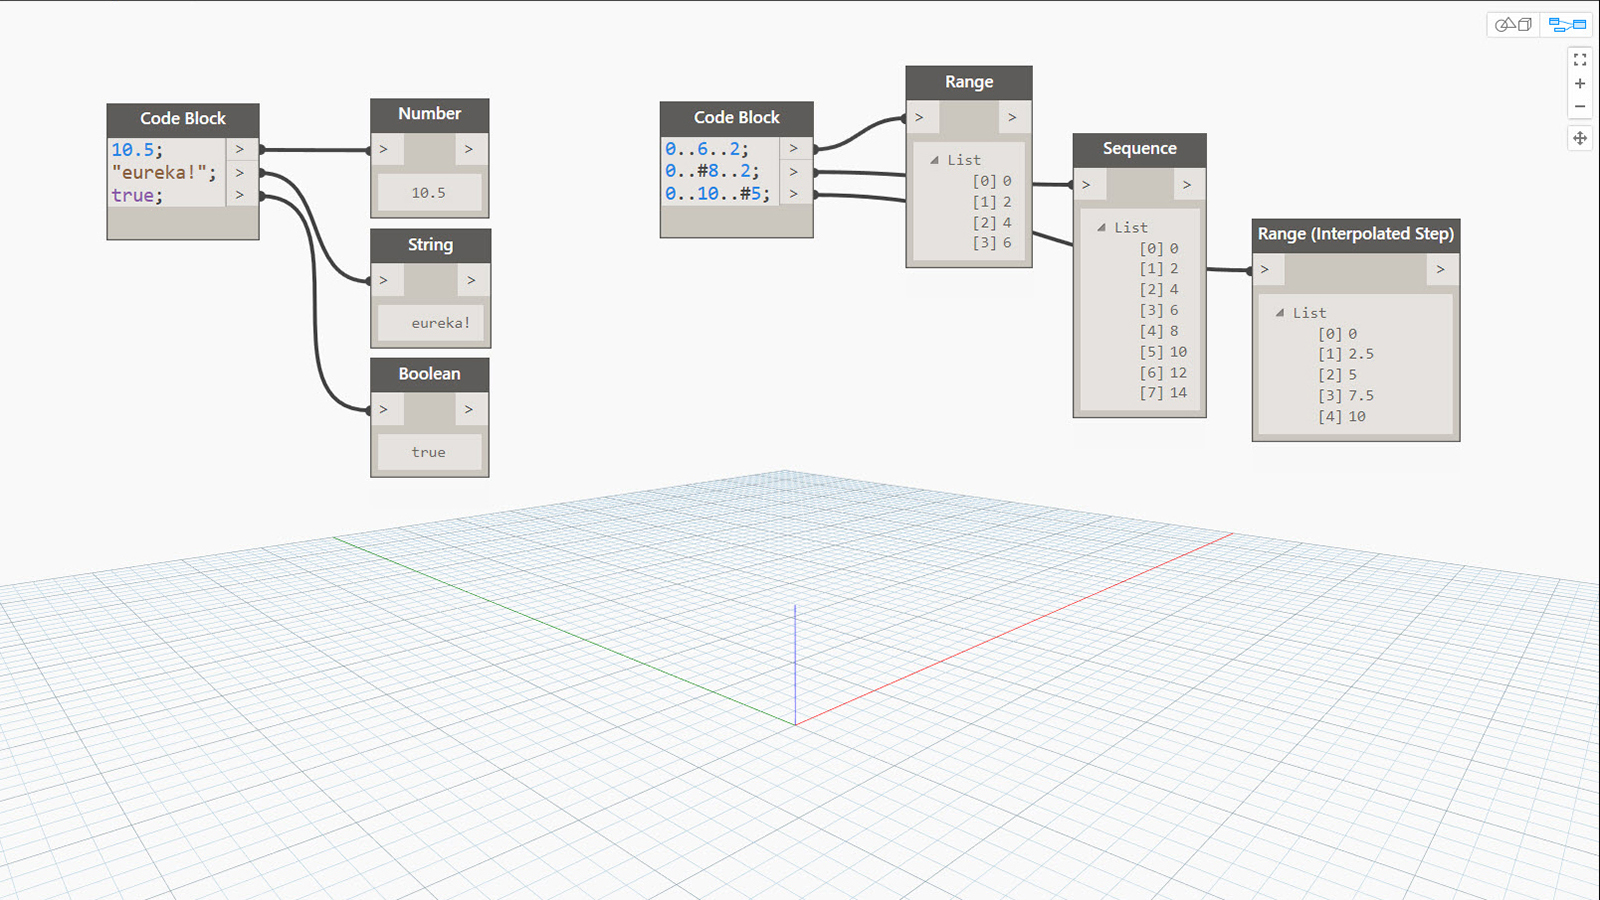 Code Block
10.5; >
"eureka!"; >
true; >
Number
> >
10.5
String
> >
eureka!
Boolean
> >
true
Code Block
0..6..2; >
0..#8..2; >
0..10..#5; >
Range
> >
List
[0] 0
[1] 2
[2] 4
[3] 6
Sequence
> >
List
[0] 0
[1] 2
[2] 4
[3] 6
[4] 8
[5] 10
[6] 12
[7] 14
Range (Interpolated Step)
> >
List
[0] 0
[1] 2.5
[2] 5
[3] 7.5
[4] 10